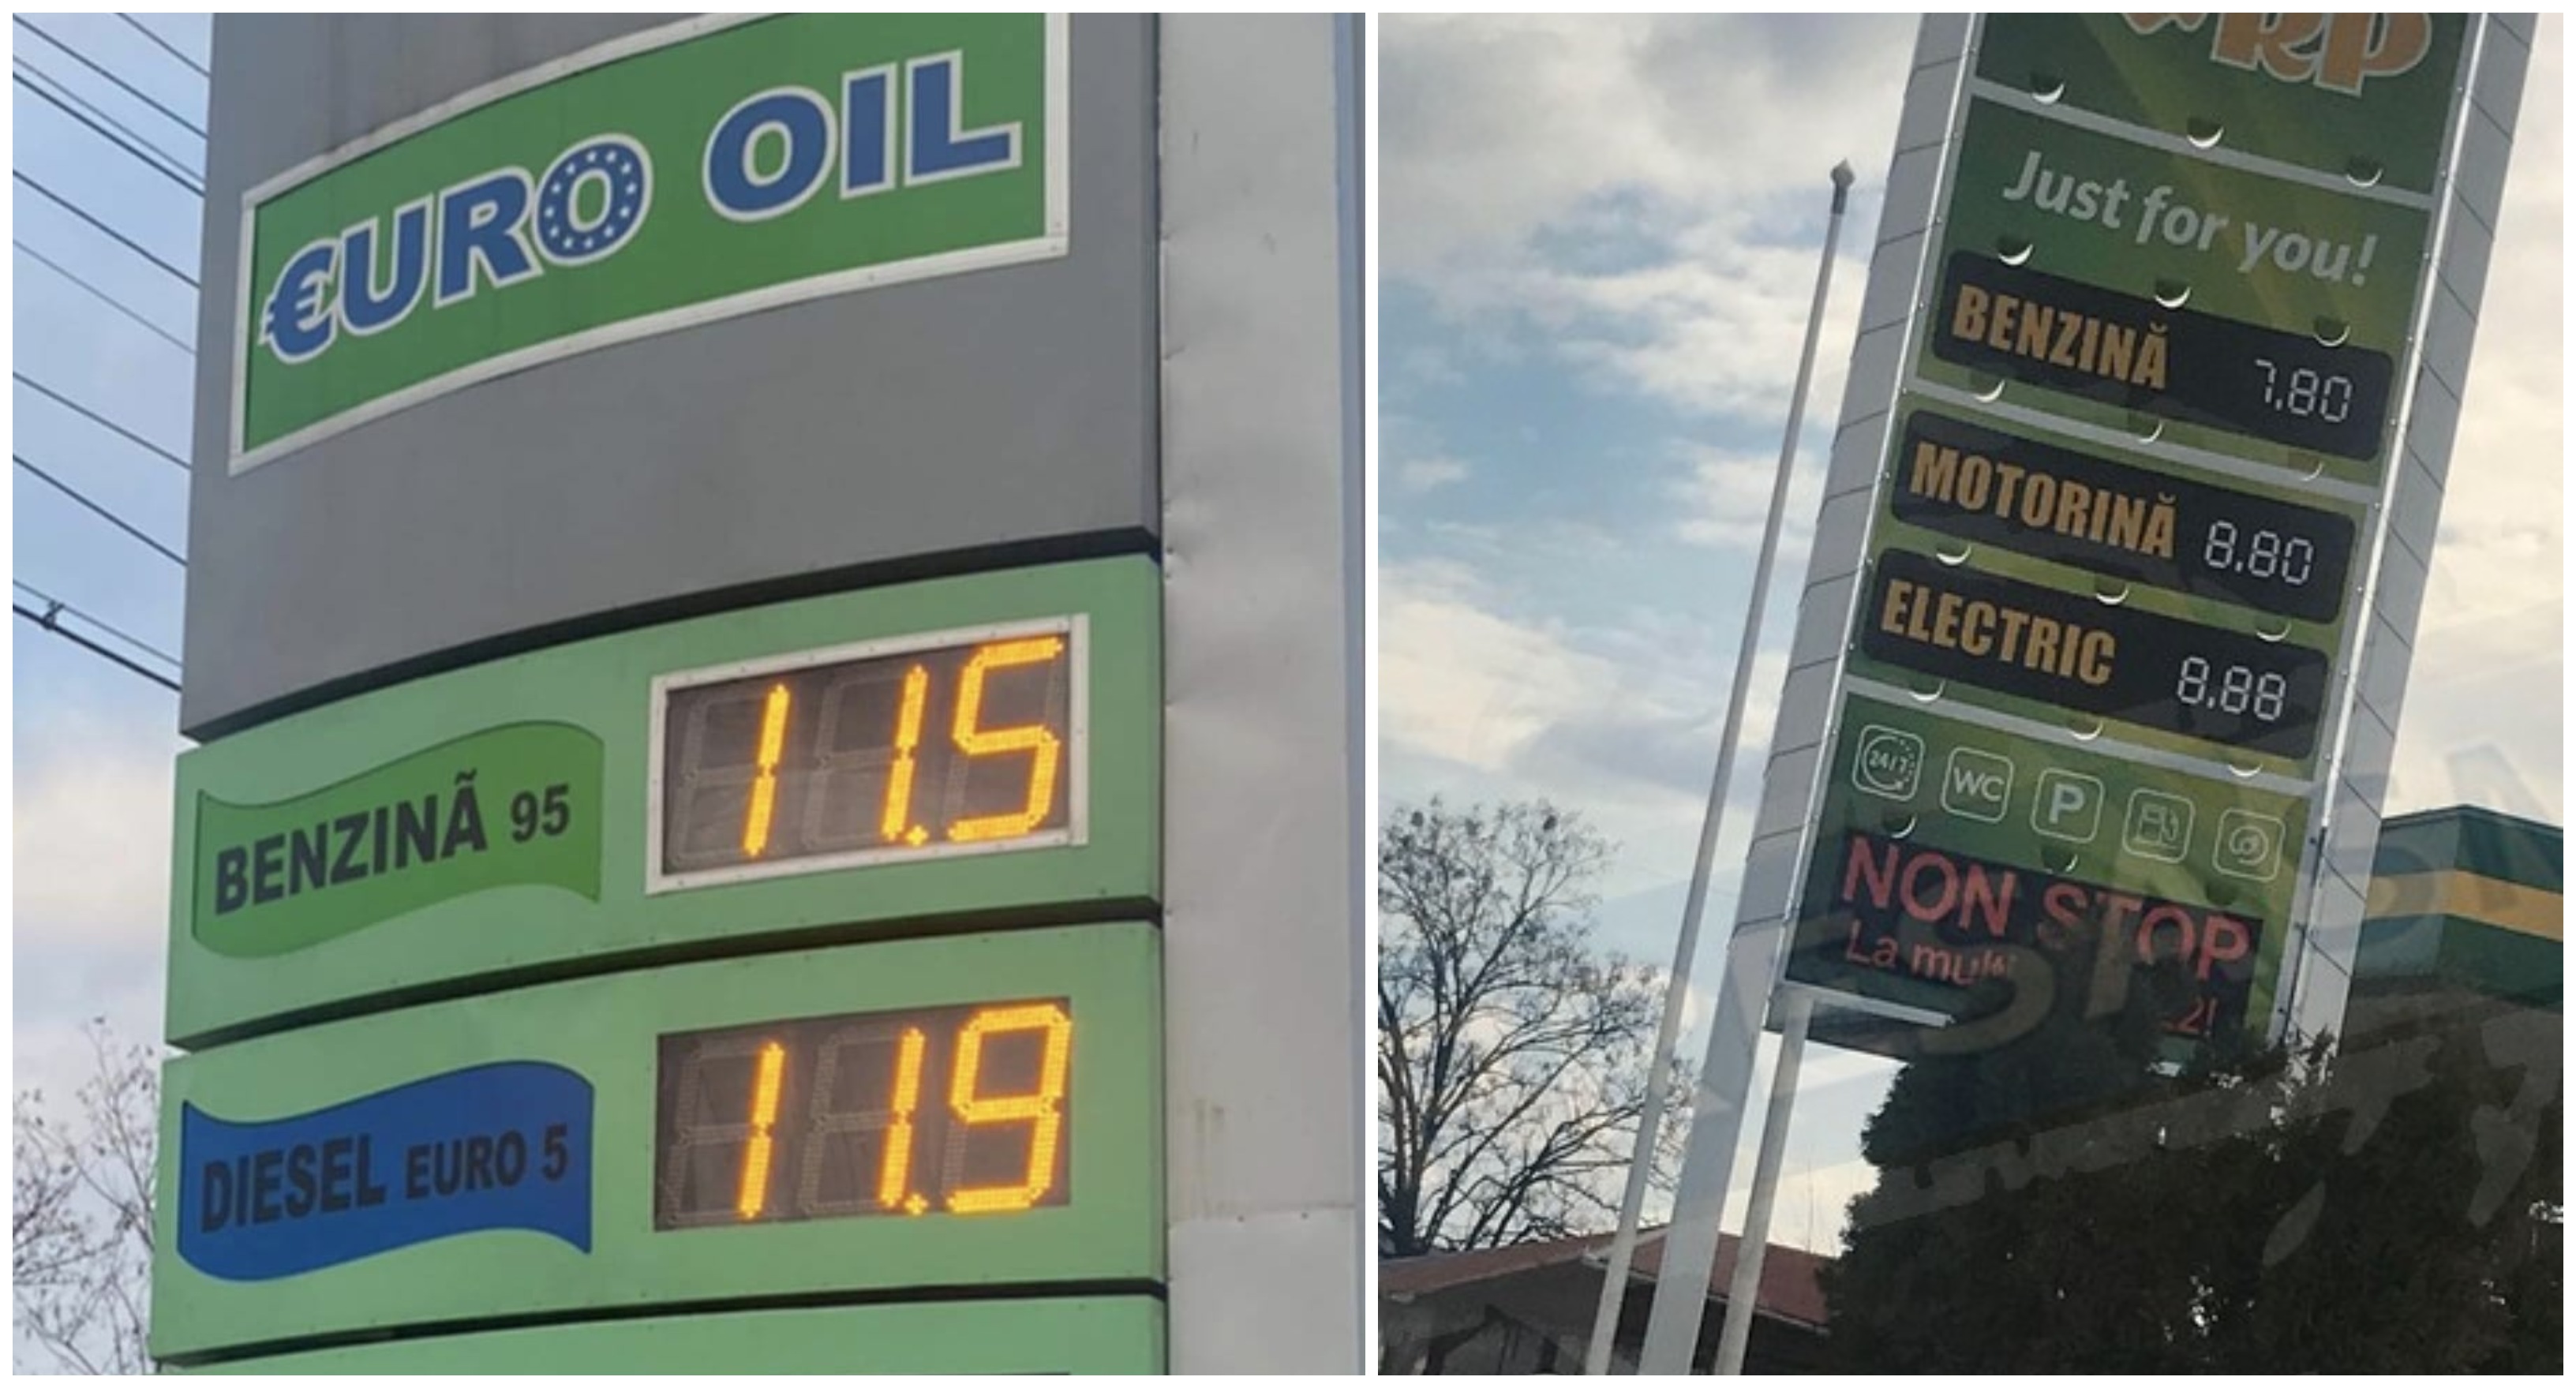 €URO OIL
BENZINĂ 95
11.5
DIESEL EURO 5
11.9
Just for you!
BENZINĂ 7.80
MOTORINĂ 8.80
ELECTRIC 8.88
24/7 WC P
NON STOP
La